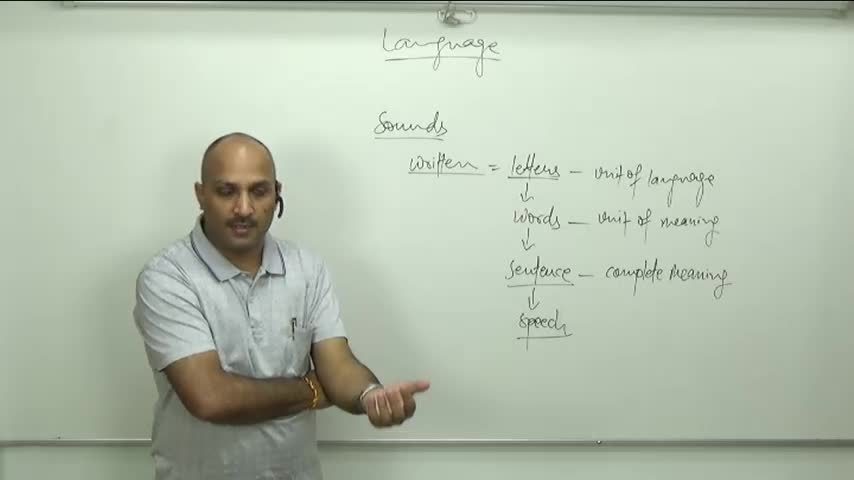 Language
Sounds
written = letters - unit of language
words - unit of meaning
sentence - complete meaning
speech